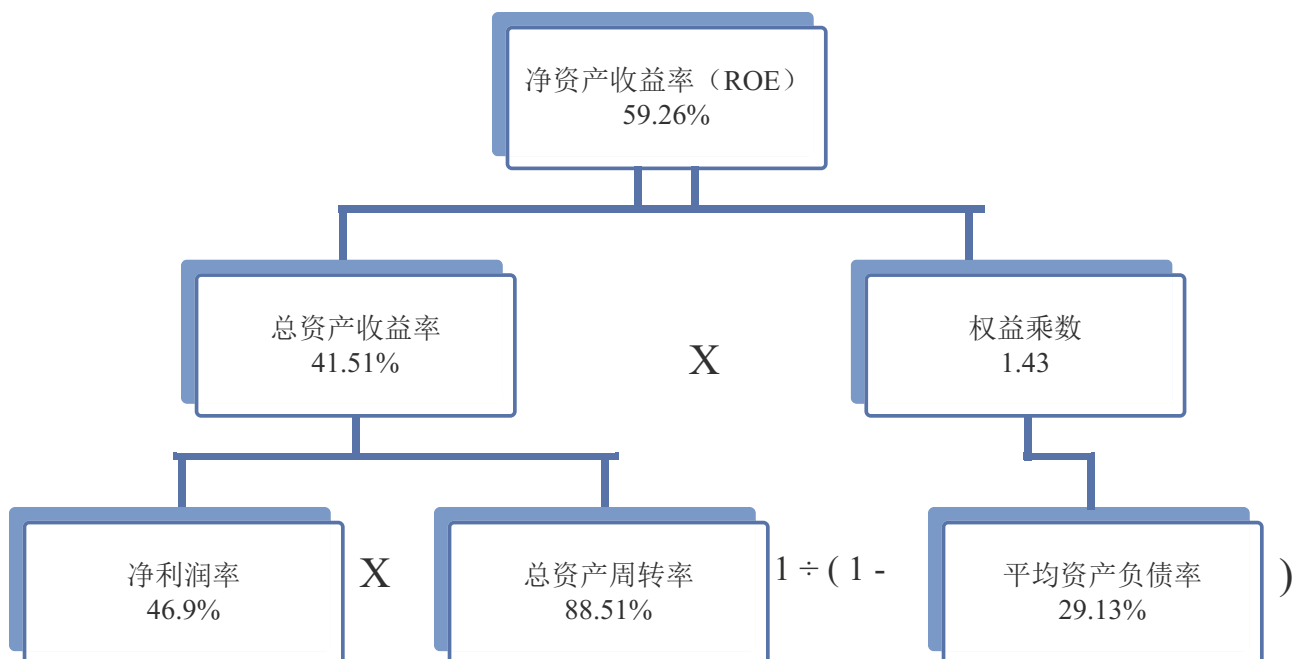 净资产收益率（ROE）
59.26%
总资产收益率
41.51%
X
权益乘数
1.43
净利润率
46.9%
X
总资产周转率
88.51%
1 ÷ ( 1 -
平均资产负债率
29.13%
)